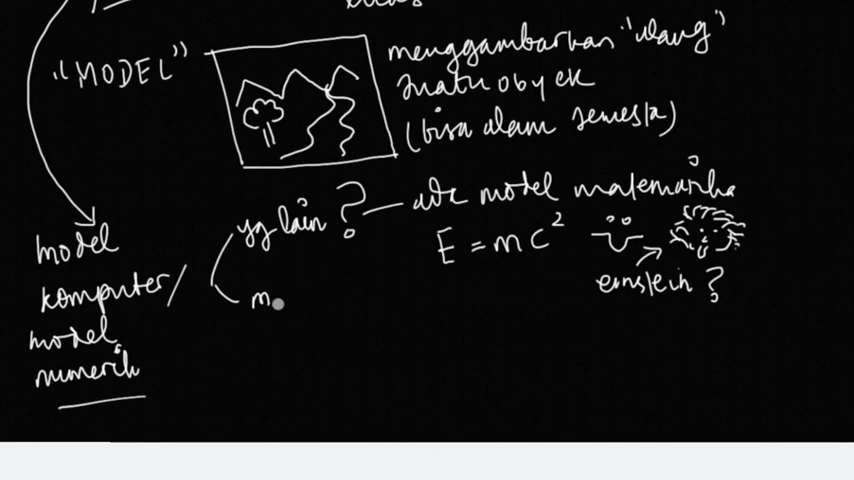 "MODEL"
menggambarkan "ulang"
suatu obyek
(bisa alam semesta)
yg lain ? — ada model matematika
E = mc²
einstein ?
m
model
komputer /
model
numerik